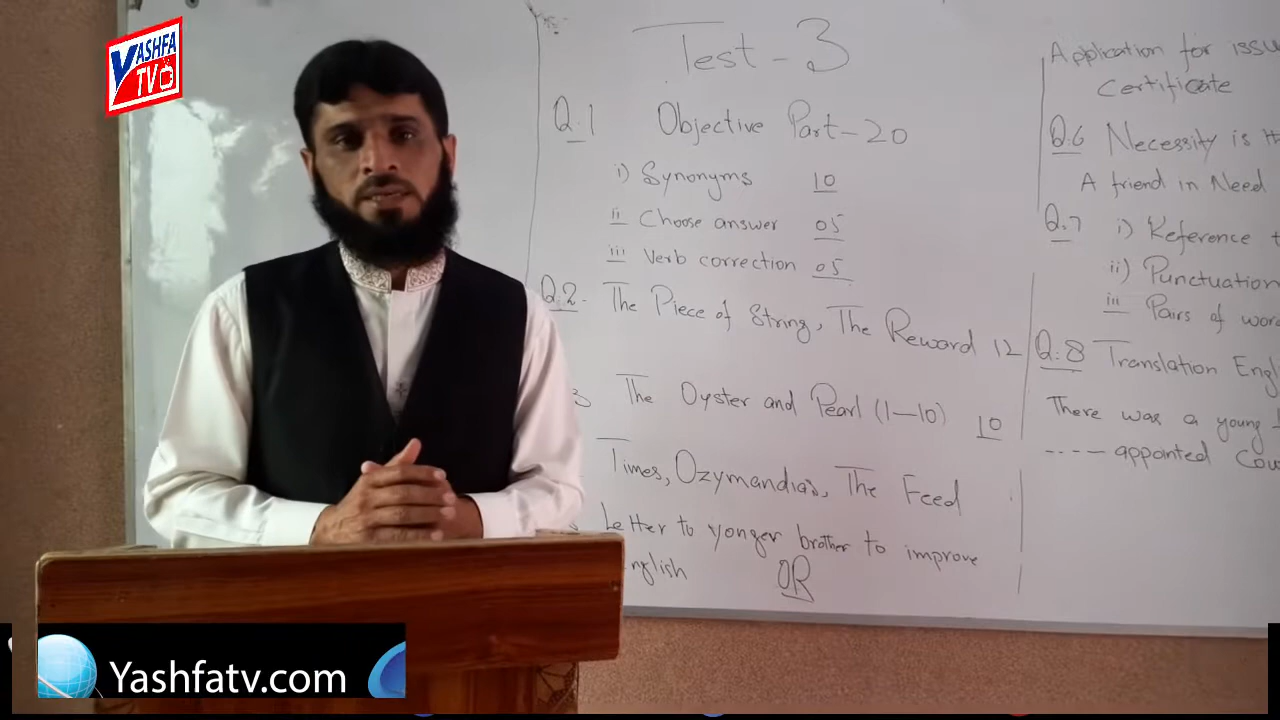 YASHFA
TV
Test - 3
Q.1 Objective Part - 20
i) Synonyms 10
ii Choose answer 05
iii Verb correction 05
Q.2- The Piece of String, The Reward 12
3 The Oyster and Pearl (1-10) 10
Times, Ozymandias, The Feed
Letter to yonger brother to improve
nglish OR
Application for issu
Certificate
Q.6 Necessity is th
A friend in Need
Q.7 i) Reference t
ii) Punctuation
iii Pairs of wor
Q.8 Translation Engl
There was a young
---- appointed Cou
Yashfatv.com